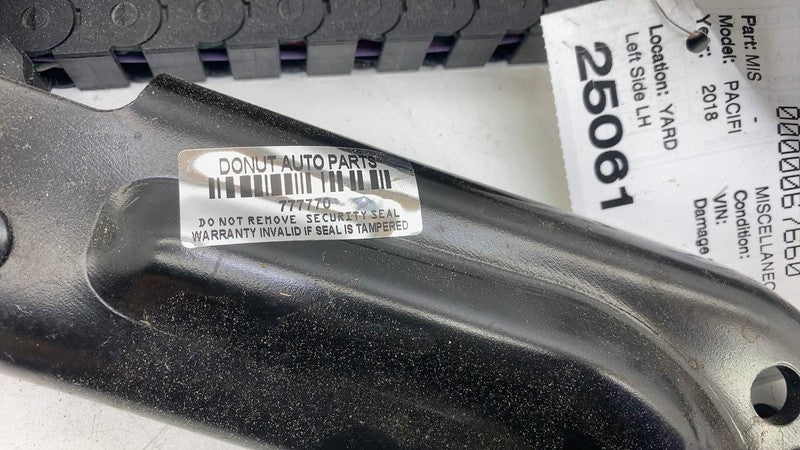 DONUT AUTO PARTS
777770
DO NOT REMOVE SECURITY SEAL
WARRANTY INVALID IF SEAL IS TAMPERED
Part: MIS -
Model: PACIFI
Year: 2018
Location: YARD
Left Side LH
25061
MISCELLANEO
Condition:
VIN:
Damage